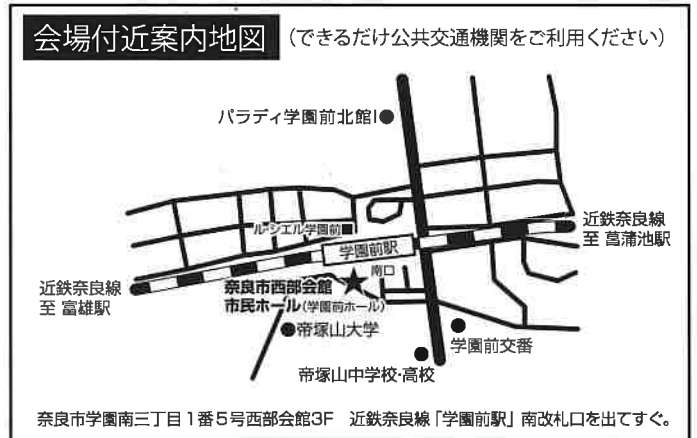 会場付近案内地図 (できるだけ公共交通機関をご利用ください)
パラディ学園前北館I
ル・シエル学園前
学園前駅
南口
近鉄奈良線
至 菖蒲池駅
近鉄奈良線
至 富雄駅
奈良市西部会館
市民ホール(学園前ホール)
帝塚山大学
学園前交番
帝塚山中学校・高校
奈良市学園南三丁目1番5号西部会館3F 近鉄奈良線「学園前駅」南改札口を出てすぐ。